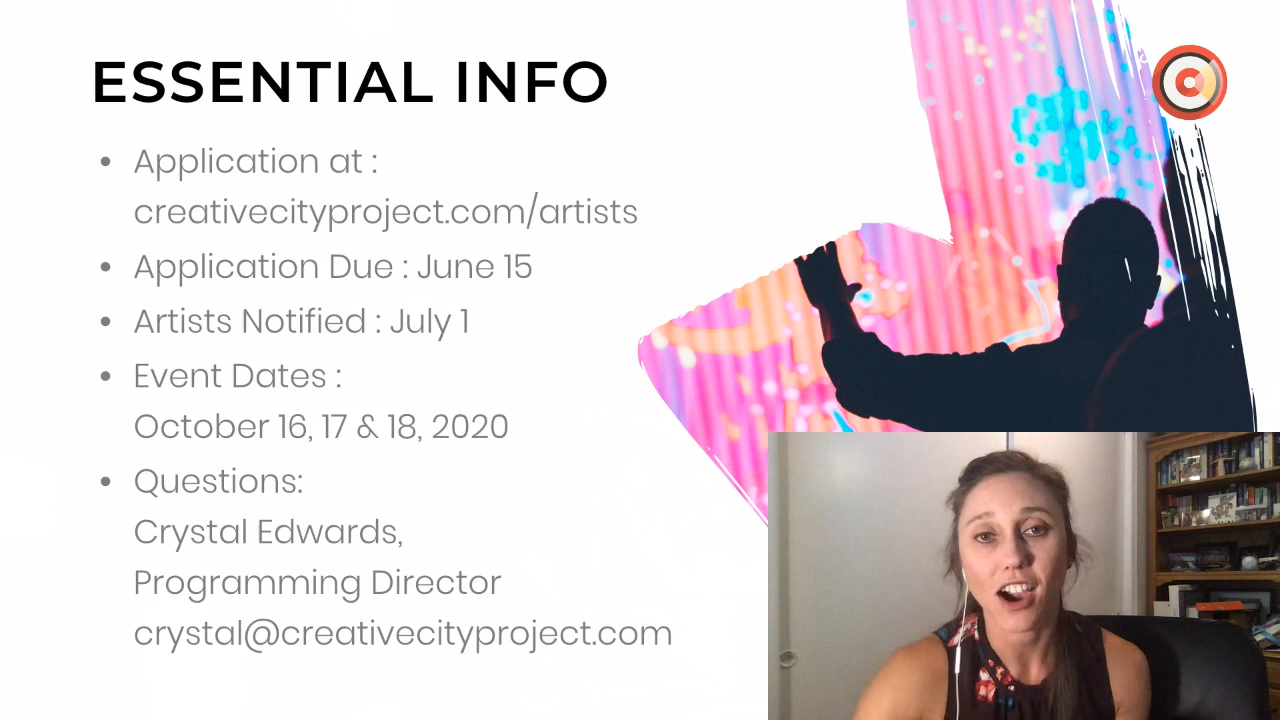 ESSENTIAL INFO
• Application at :
creativecityproject.com/artists
• Application Due : June 15
• Artists Notified : July 1
• Event Dates :
October 16, 17 & 18, 2020
• Questions:
Crystal Edwards,
Programming Director
crystal@creativecityproject.com